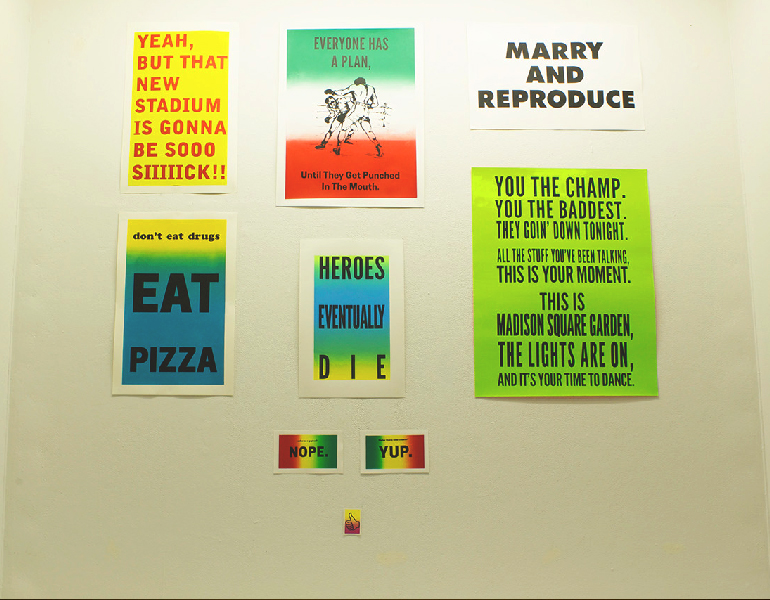 YEAH,
BUT THAT
NEW
STADIUM
IS GONNA
BE SOOO
SIIIIICK!!
EVERYONE HAS
A PLAN,
Until They Get Punched
In The Mouth.
MARRY
AND
REPRODUCE
don't eat drugs
EAT
PIZZA
HEROES
EVENTUALLY
DIE
YOU THE CHAMP.
YOU THE BADDEST.
THEY GOIN' DOWN TONIGHT.
ALL THE STUFF YOU'VE BEEN TALKING,
THIS IS YOUR MOMENT.
THIS IS
MADISON SQUARE GARDEN,
THE LIGHTS ARE ON,
AND IT'S YOUR TIME TO DANCE.
NOPE.
YUP.